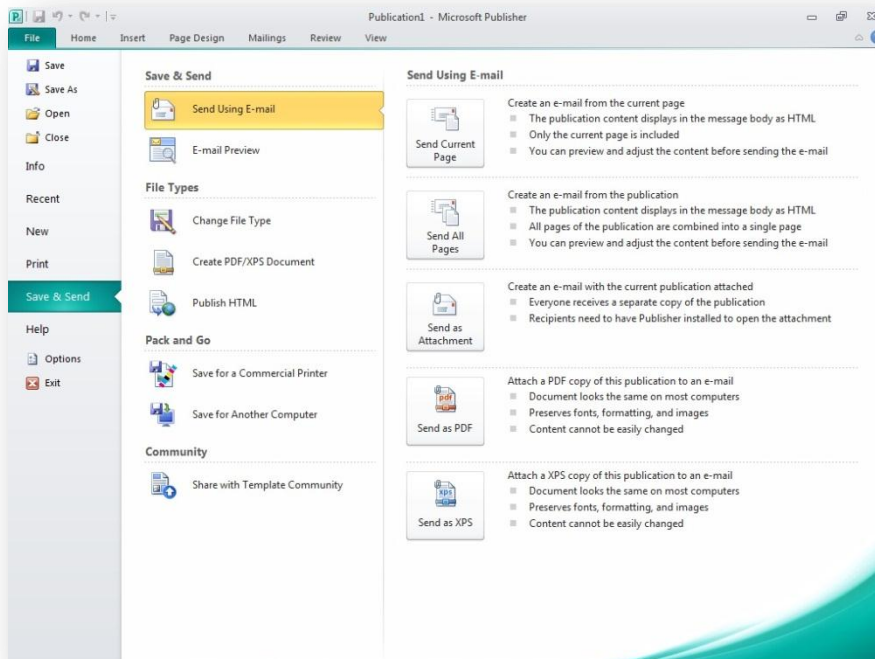 Publication1 - Microsoft Publisher
File Home Insert Page Design Mailings Review View
Save
Save As
Open
Close
Info
Recent
New
Print
Save & Send
Help
Options
Exit
Save & Send
Send Using E-mail
E-mail Preview
File Types
Change File Type
Create PDF/XPS Document
Publish HTML
Pack and Go
Save for a Commercial Printer
Save for Another Computer
Community
Share with Template Community
Send Using E-mail
Send Current
Page
Create an e-mail from the current page
The publication content displays in the message body as HTML
Only the current page is included
You can preview and adjust the content before sending the e-mail
Send All
Pages
Create an e-mail from the publication
The publication content displays in the message body as HTML
All pages of the publication are combined into a single page
You can preview and adjust the content before sending the e-mail
Send as
Attachment
Create an e-mail with the current publication attached
Everyone receives a separate copy of the publication
Recipients need to have Publisher installed to open the attachment
pdf
Send as PDF
Attach a PDF copy of this publication to an e-mail
Document looks the same on most computers
Preserves fonts, formatting, and images
Content cannot be easily changed
xps
Send as XPS
Attach a XPS copy of this publication to an e-mail
Document looks the same on most computers
Preserves fonts, formatting, and images
Content cannot be easily changed